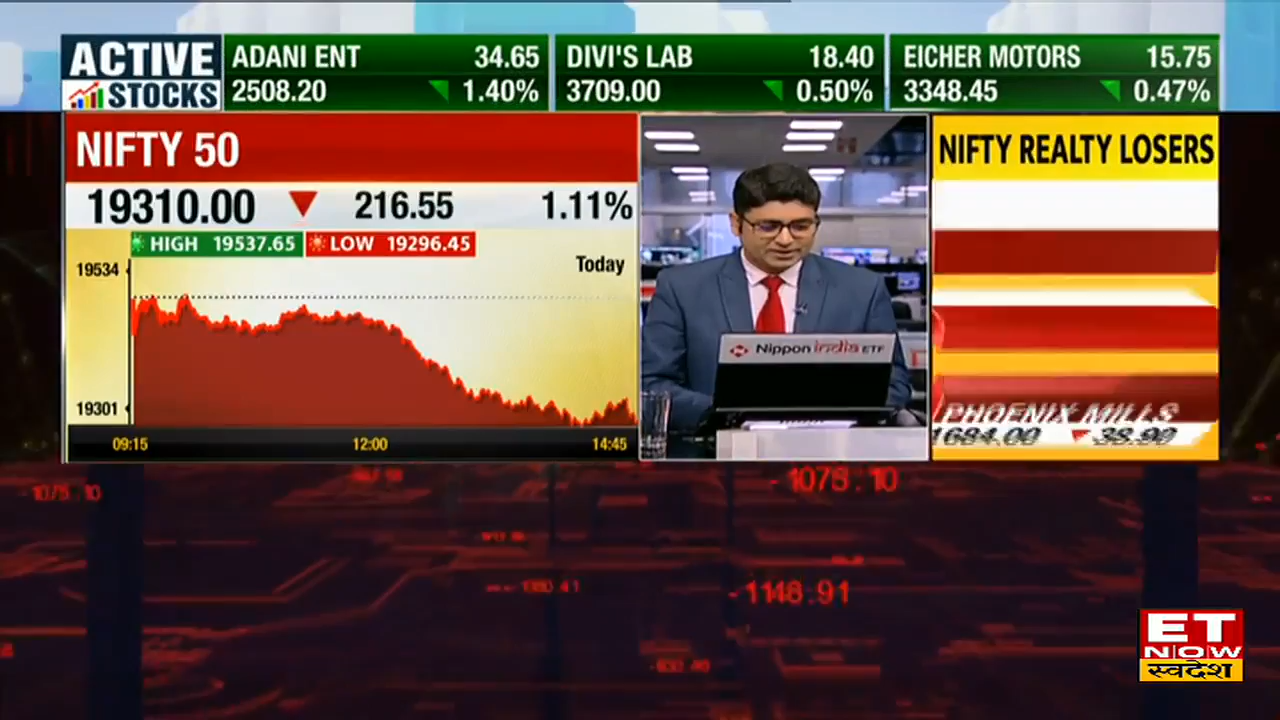 ACTIVE
STOCKS
ADANI ENT 34.65
2508.20 1.40%
DIVI'S LAB 18.40
3709.00 0.50%
EICHER MOTORS 15.75
3348.45 0.47%
NIFTY 50
19310.00 216.55 1.11%
HIGH 19537.65 LOW 19296.45
Today
19534
19301
09:15 12:00 14:45
Nippon india ETF
NIFTY REALTY LOSERS
PHOENIX MILLS
1684.00 38.90
-1075.10
-1075.10
-1148.91
ET
NOW
स्वदेश